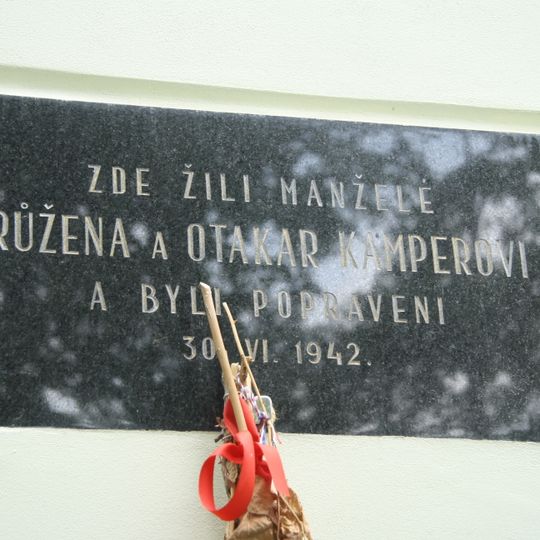 ZDE ŽILI MANŽELÉ
RŮŽENA A OTAKAR KAMPEROVI
A BYLI POPRAVENI
30. VI. 1942.